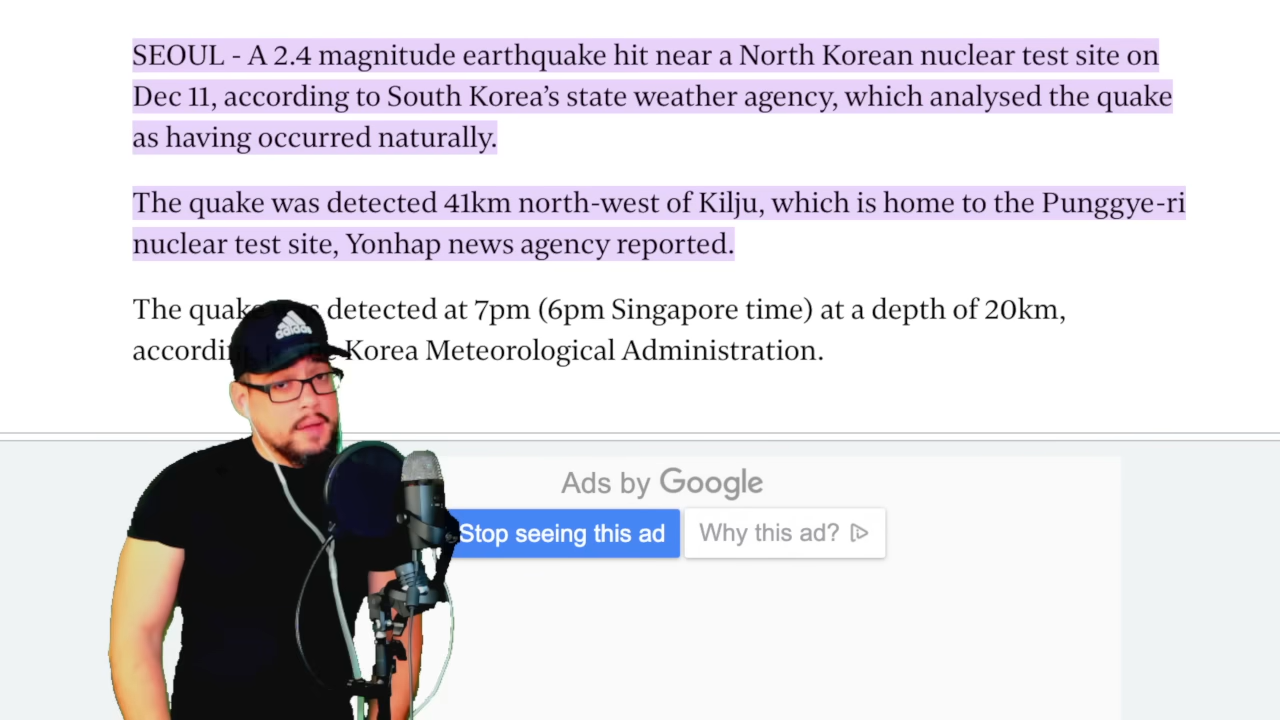 SEOUL - A 2.4 magnitude earthquake hit near a North Korean nuclear test site on
Dec 11, according to South Korea’s state weather agency, which analysed the quake
as having occurred naturally.
The quake was detected 41km north-west of Kilju, which is home to the Punggye-ri
nuclear test site, Yonhap news agency reported.
The quake detected at 7pm (6pm Singapore time) at a depth of 20km,
Korea Meteorological Administration.
adidas
Ads by Google
Stop seeing this ad
Why this ad?